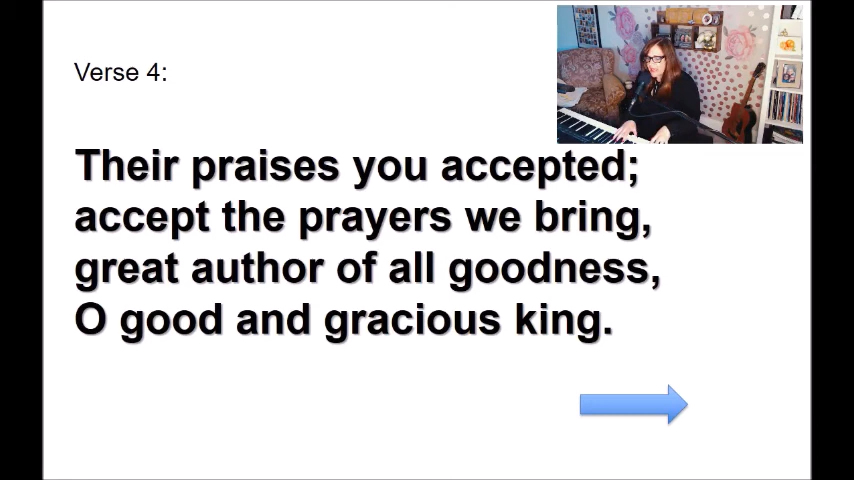 Verse 4:
Their praises you accepted;
accept the prayers we bring,
great author of all goodness,
O good and gracious king.